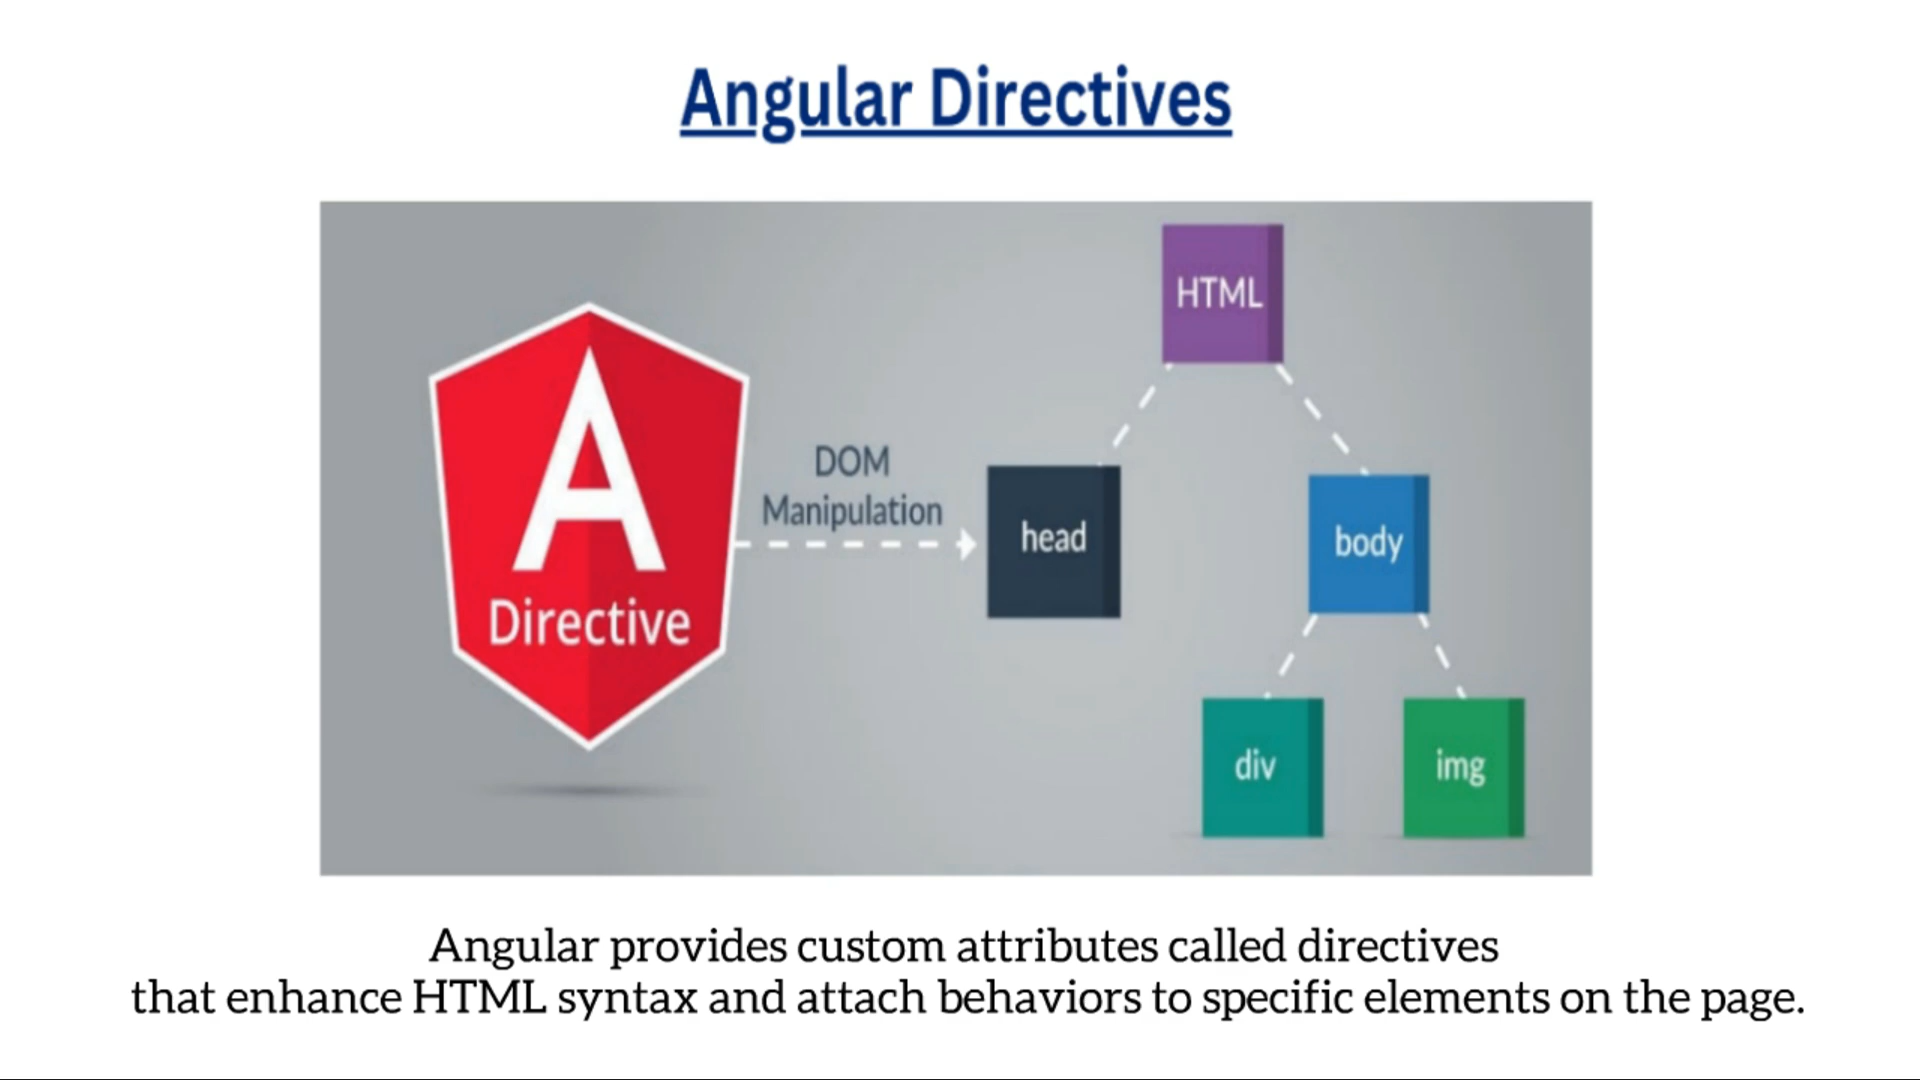 Angular Directives
HTML
DOM
Manipulation
head
body
A
Directive
div
img
Angular provides custom attributes called directives
that enhance HTML syntax and attach behaviors to specific elements on the page.